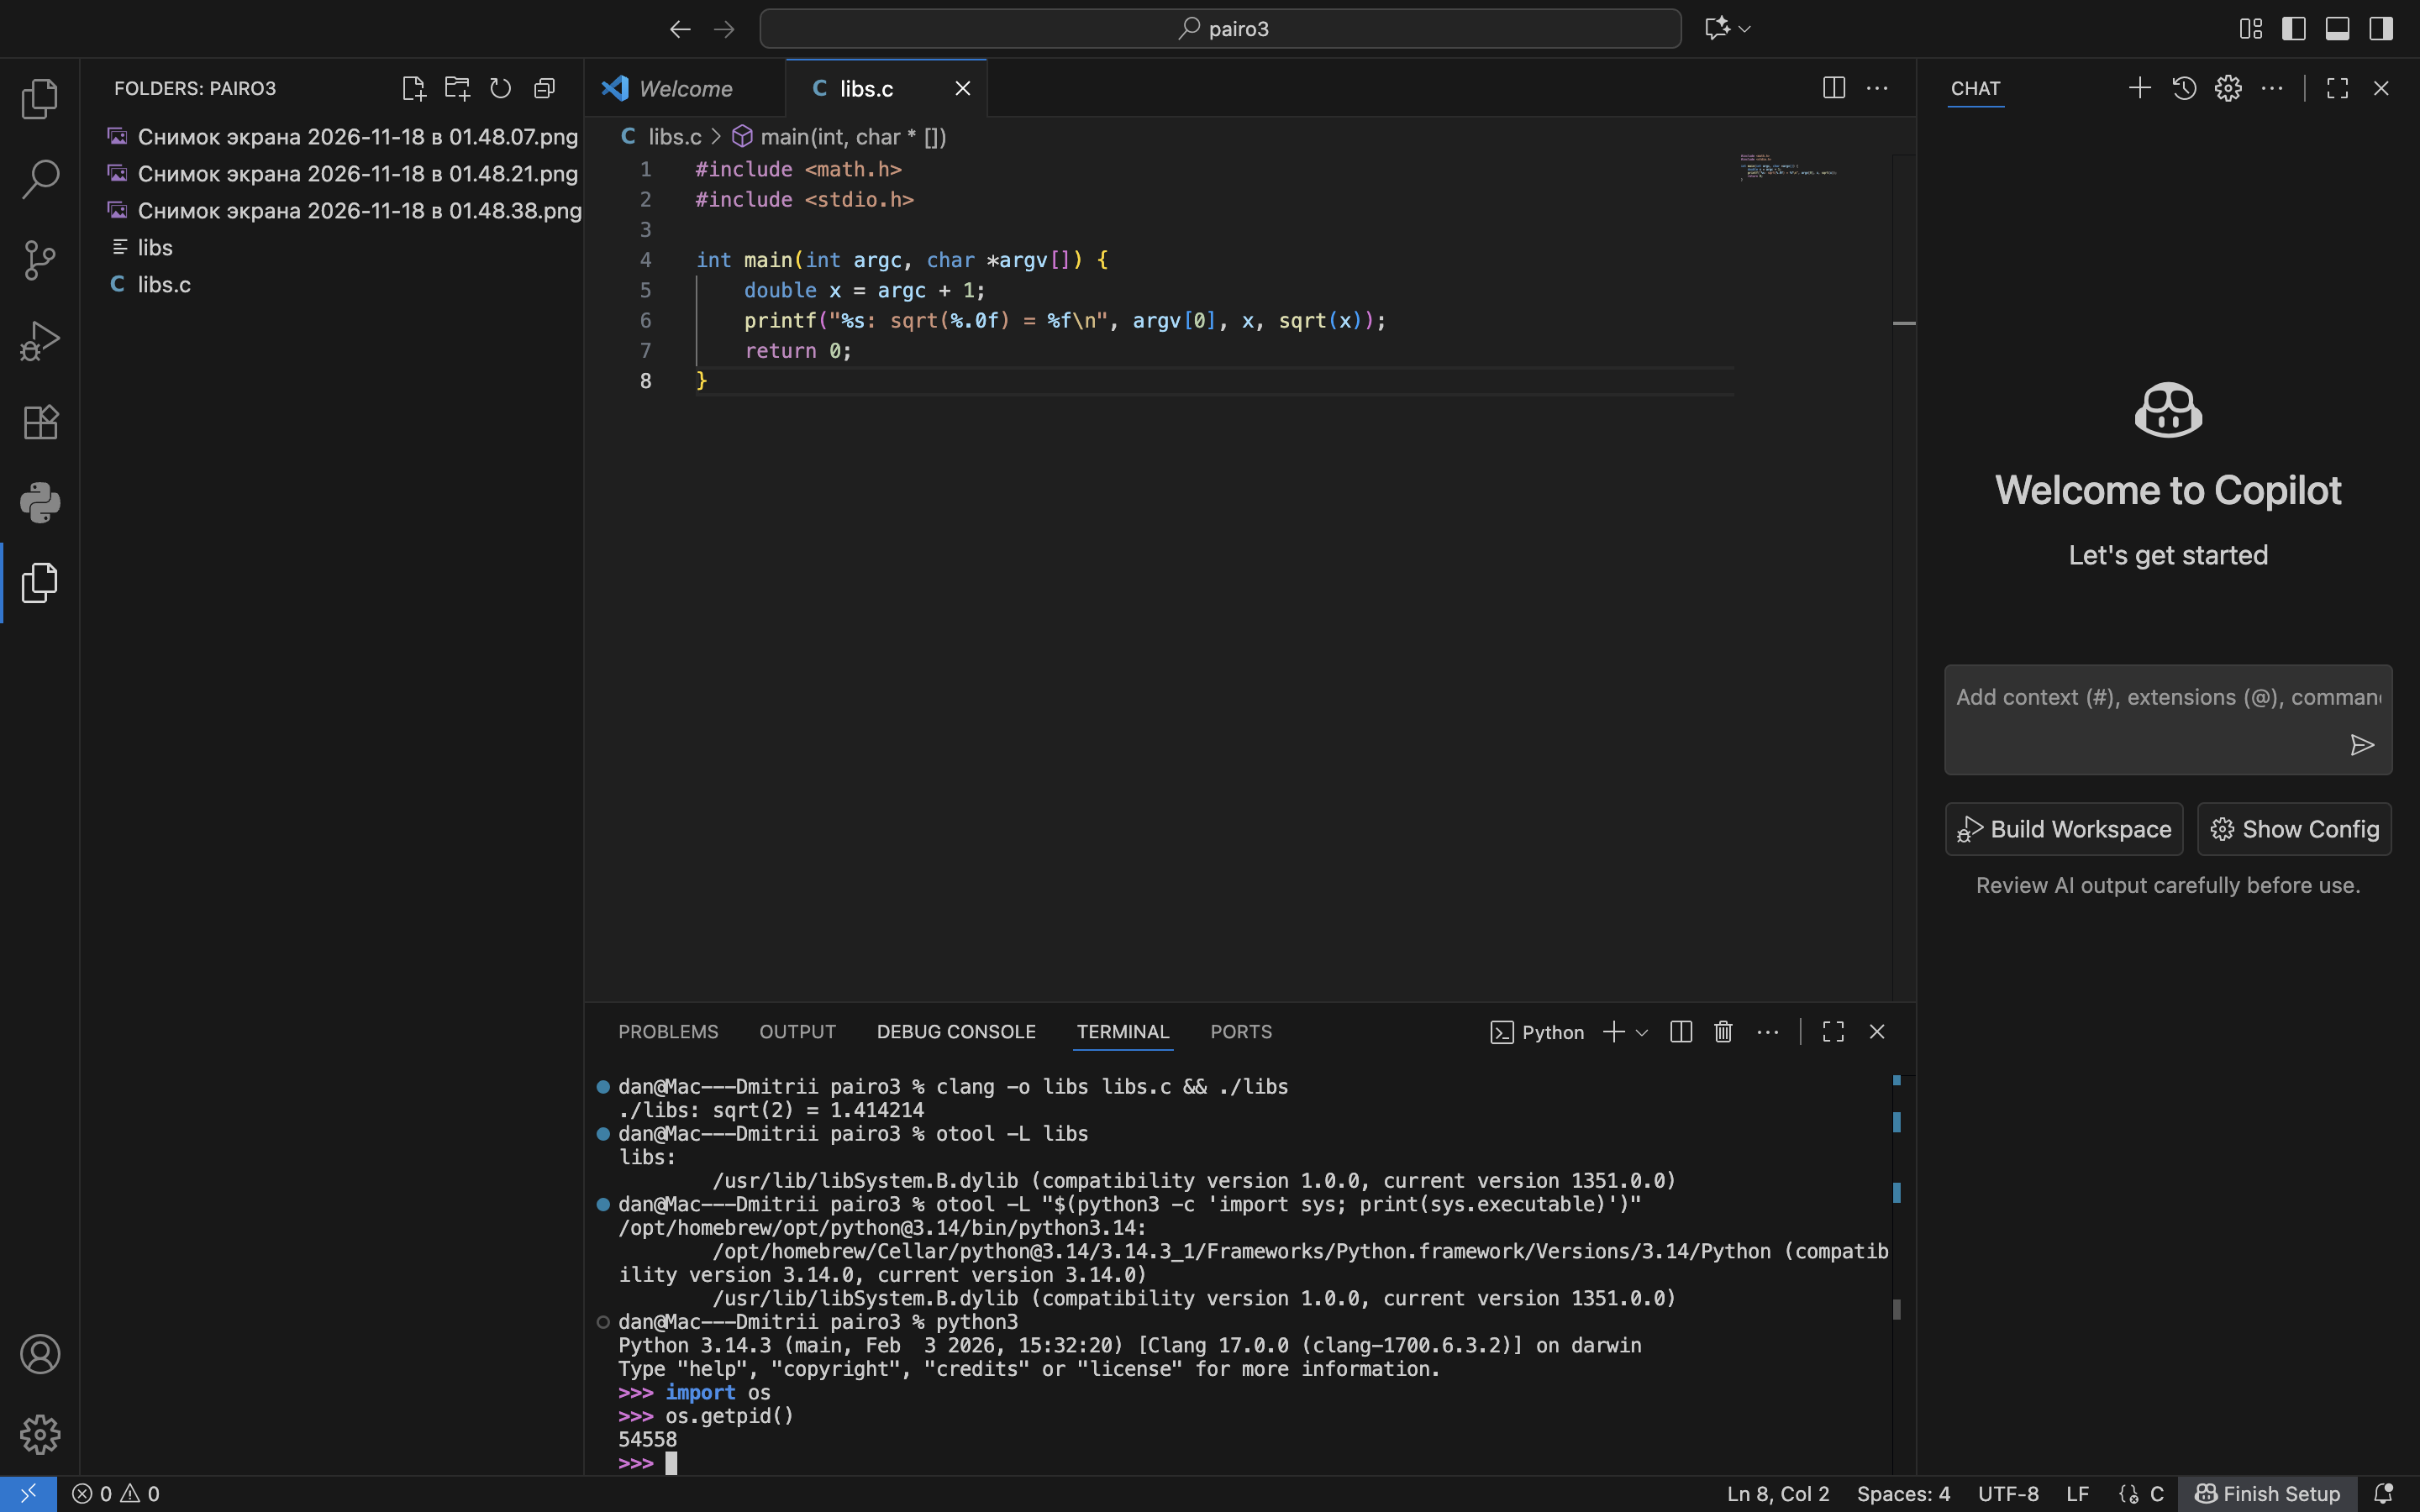 pairo3
FOLDERS: PAIRO3
Снимок экрана 2026-11-18 в 01.48.07.png
Снимок экрана 2026-11-18 в 01.48.21.png
Снимок экрана 2026-11-18 в 01.48.38.png
libs
C libs.c
Welcome
C libs.c
C libs.c > main(int, char * [])
1 #include <math.h>
2 #include <stdio.h>
3
4 int main(int argc, char *argv[]) {
5     double x = argc + 1;
6     printf("%s: sqrt(%.0f) = %f\n", argv[0], x, sqrt(x));
7     return 0;
8 }
PROBLEMS OUTPUT DEBUG CONSOLE TERMINAL PORTS
Python
dan@Mac---Dmitrii pairo3 % clang -o libs libs.c && ./libs
./libs: sqrt(2) = 1.414214
dan@Mac---Dmitrii pairo3 % otool -L libs
libs:
        /usr/lib/libSystem.B.dylib (compatibility version 1.0.0, current version 1351.0.0)
dan@Mac---Dmitrii pairo3 % otool -L "$(python3 -c 'import sys; print(sys.executable)')"
/opt/homebrew/opt/python@3.14/bin/python3.14:
        /opt/homebrew/Cellar/python@3.14/3.14.3_1/Frameworks/Python.framework/Versions/3.14/Python (compatib
ility version 3.14.0, current version 3.14.0)
        /usr/lib/libSystem.B.dylib (compatibility version 1.0.0, current version 1351.0.0)
dan@Mac---Dmitrii pairo3 % python3
Python 3.14.3 (main, Feb  3 2026, 15:32:20) [Clang 17.0.0 (clang-1700.6.3.2)] on darwin
Type "help", "copyright", "credits" or "license" for more information.
>>> import os
>>> os.getpid()
54558
>>>
CHAT
Welcome to Copilot
Let's get started
Add context (#), extensions (@), comman
Build Workspace
Show Config
Review AI output carefully before use.
0 0
Ln 8, Col 2
Spaces: 4
UTF-8
LF
C
Finish Setup